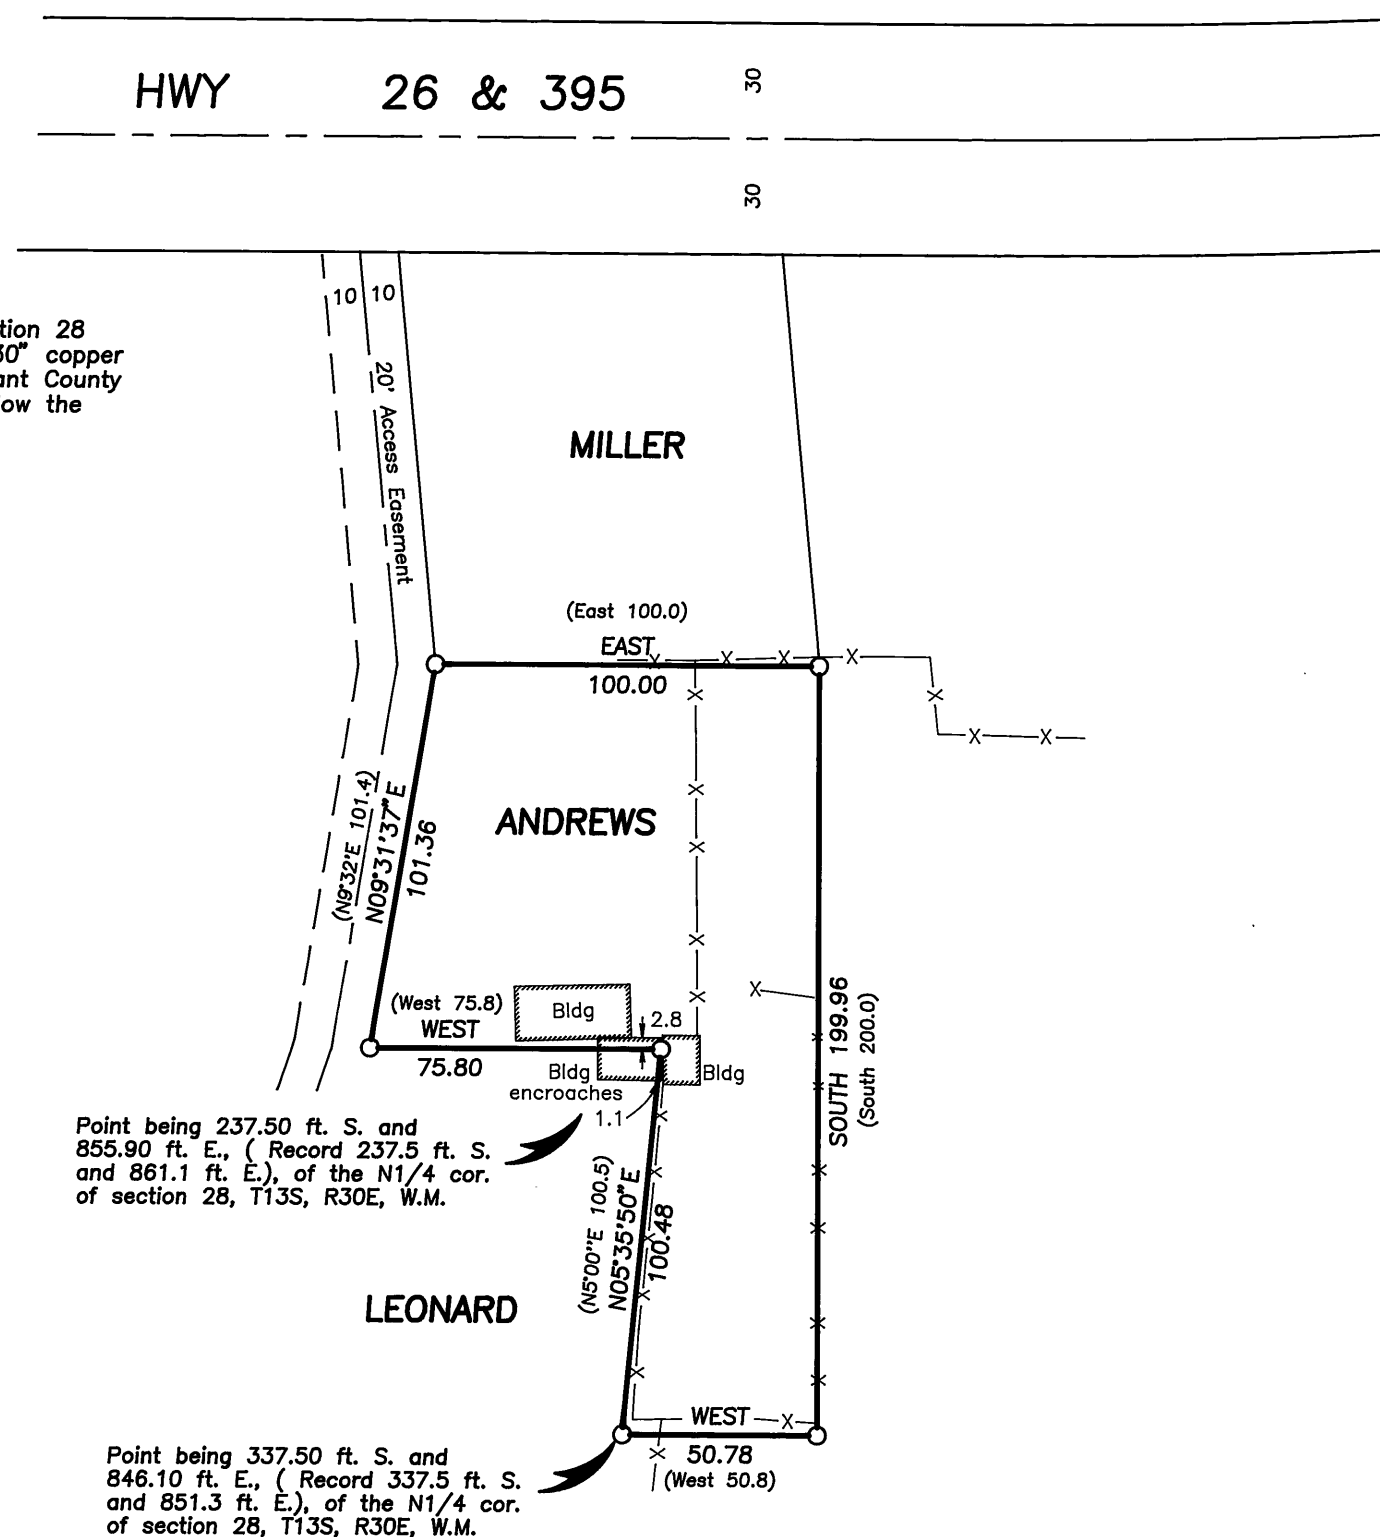 HWY 26 & 395
30
30
10 10
tion 28
30" copper
ant County
ow the
20' Access Easement
MILLER
(East 100.0)
EAST
100.00
(N9°32'E 101.4)
N09°31'37"E
101.36
ANDREWS
(West 75.8)
WEST
75.80
Bldg
2.8
Bldg
encroaches
1.1
Bldg
SOUTH 199.96
(South 200.0)
Point being 237.50 ft. S. and
855.90 ft. E., ( Record 237.5 ft. S.
and 861.1 ft. E.), of the N1/4 cor.
of section 28, T13S, R30E, W.M.
(N5°00"E 100.5)
N05°35'50"E
100.48
LEONARD
WEST
50.78
(West 50.8)
Point being 337.50 ft. S. and
846.10 ft. E., ( Record 337.5 ft. S.
and 851.3 ft. E.), of the N1/4 cor.
of section 28, T13S, R30E, W.M.